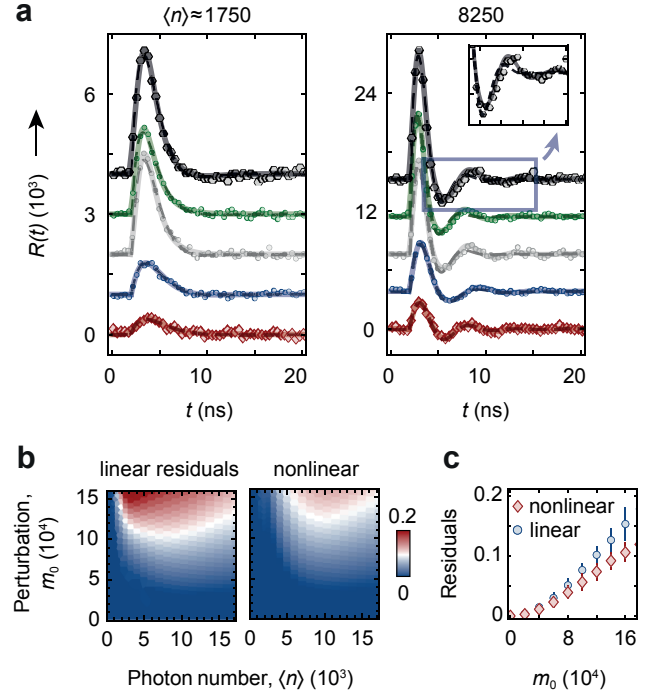 a
⟨n⟩≈1750
8250
R(t) (10³)
6
3
0
24
12
0
0 10 20
0 10 20
t (ns)
t (ns)
b
linear residuals
nonlinear
Perturbation,
m₀ (10⁴)
15
10
5
0
0 5 10 15
0 5 10 15
0.2
0
Photon number, ⟨n⟩ (10³)
c
Residuals
0.2
0.1
0
nonlinear
linear
0 8 16
m₀ (10⁴)